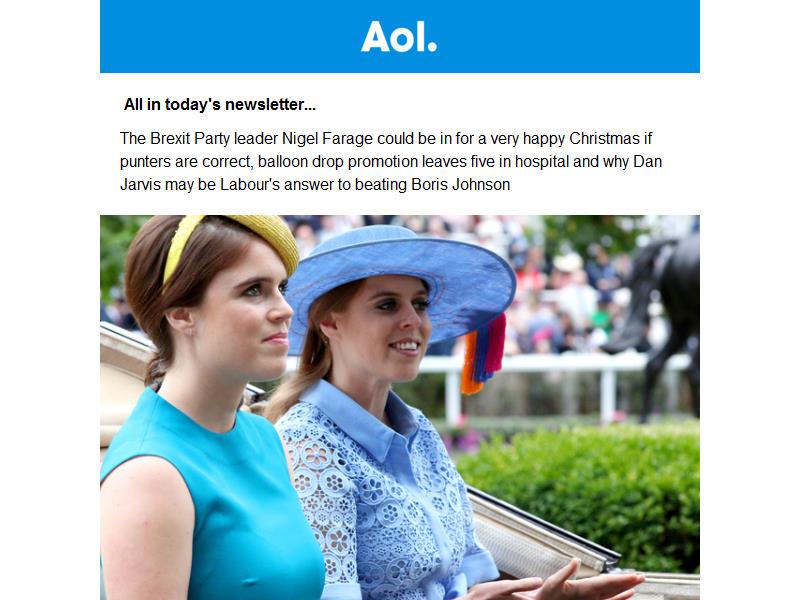 Aol.
All in today's newsletter...
The Brexit Party leader Nigel Farage could be in for a very happy Christmas if
punters are correct, balloon drop promotion leaves five in hospital and why Dan
Jarvis may be Labour's answer to beating Boris Johnson